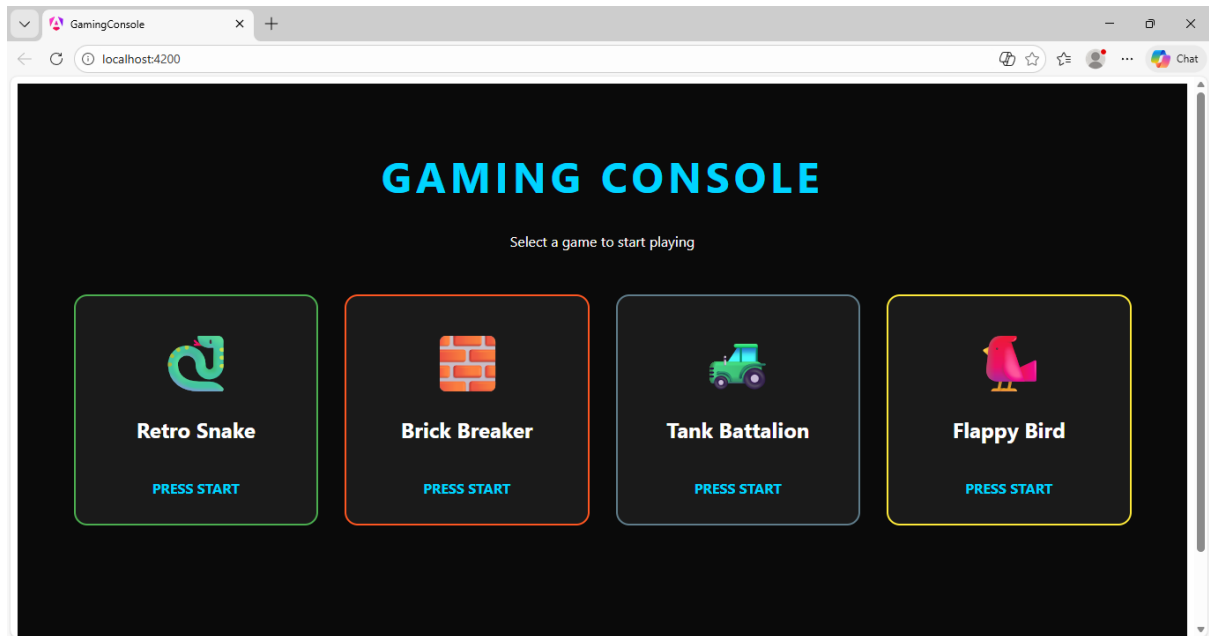 GamingConsole
localhost:4200
Chat
GAMING CONSOLE
Select a game to start playing
Retro Snake
Brick Breaker
Tank Battalion
Flappy Bird
PRESS START
PRESS START
PRESS START
PRESS START